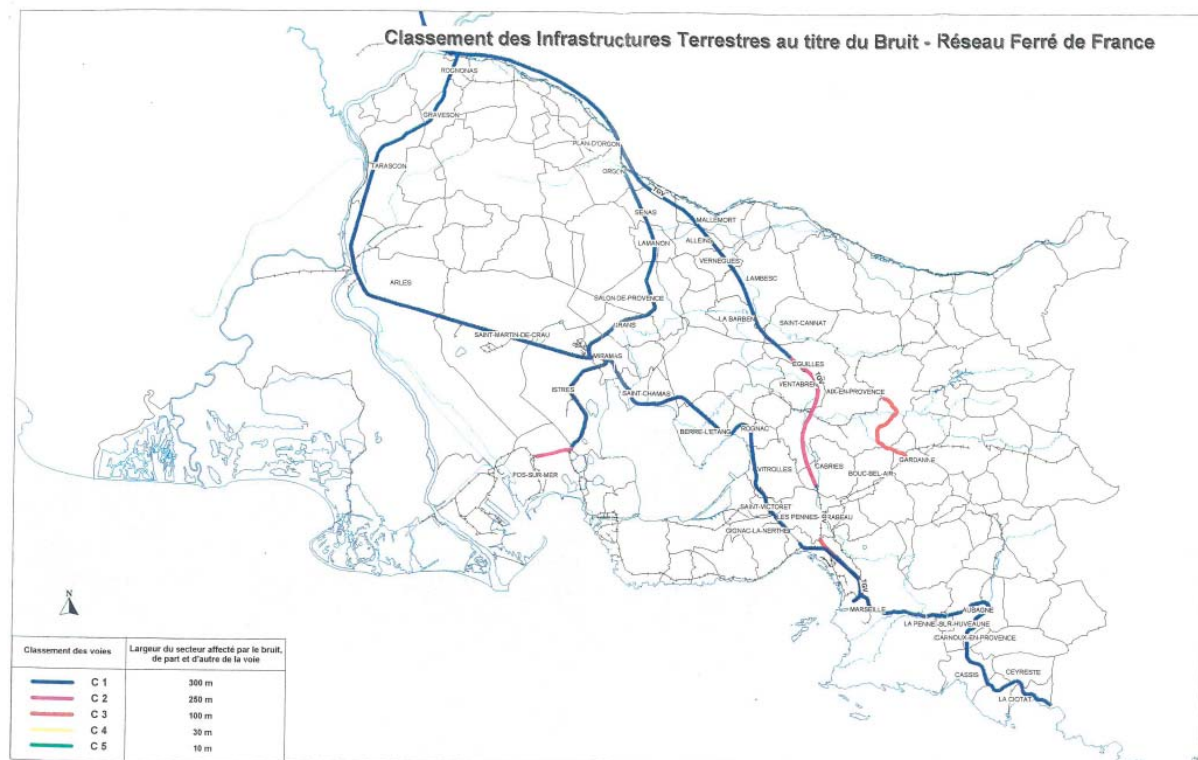 Classement des Infrastructures Terrestres au titre du Bruit - Réseau Ferré de France
ROGNONAS
GRAVESON
PLAN-D'ORGON
TARASCON
ORGON
TGV
SENAS
MALLEMORT
LAMANON
ALLEINS
VERNEGUES
LAMBESC
ARLES
SALON-DE-PROVENCE
LA BARBEN
SAINT-CANNAT
GRANS
SAINT-MARTIN-DE-CRAU
MIRAMAS
EGUILLES
TGV
ISTRES
VENTABREN
AIX-EN-PROVENCE
SAINT-CHAMAS
BERRE-L'ETANG
ROGNAC
GARDANNE
FOS-SUR-MER
VITROLLES
CABRIES
BOUC-BEL-AIR
SAINT-VICTORET
LES PENNES-MIRABEAU
GIGNAC-LA-NERTHE
TGV
MARSEILLE
AUBAGNE
LA PENNE-SUR-HUVEAUNE
CARNOUX-EN-PROVENCE
CASSIS
CEYRESTE
LA CIOTAT
N
Classement des voies
Largeur du secteur affecté par le bruit,
de part et d'autre de la voie
C 1 300 m
C 2 250 m
C 3 100 m
C 4 30 m
C 5 10 m